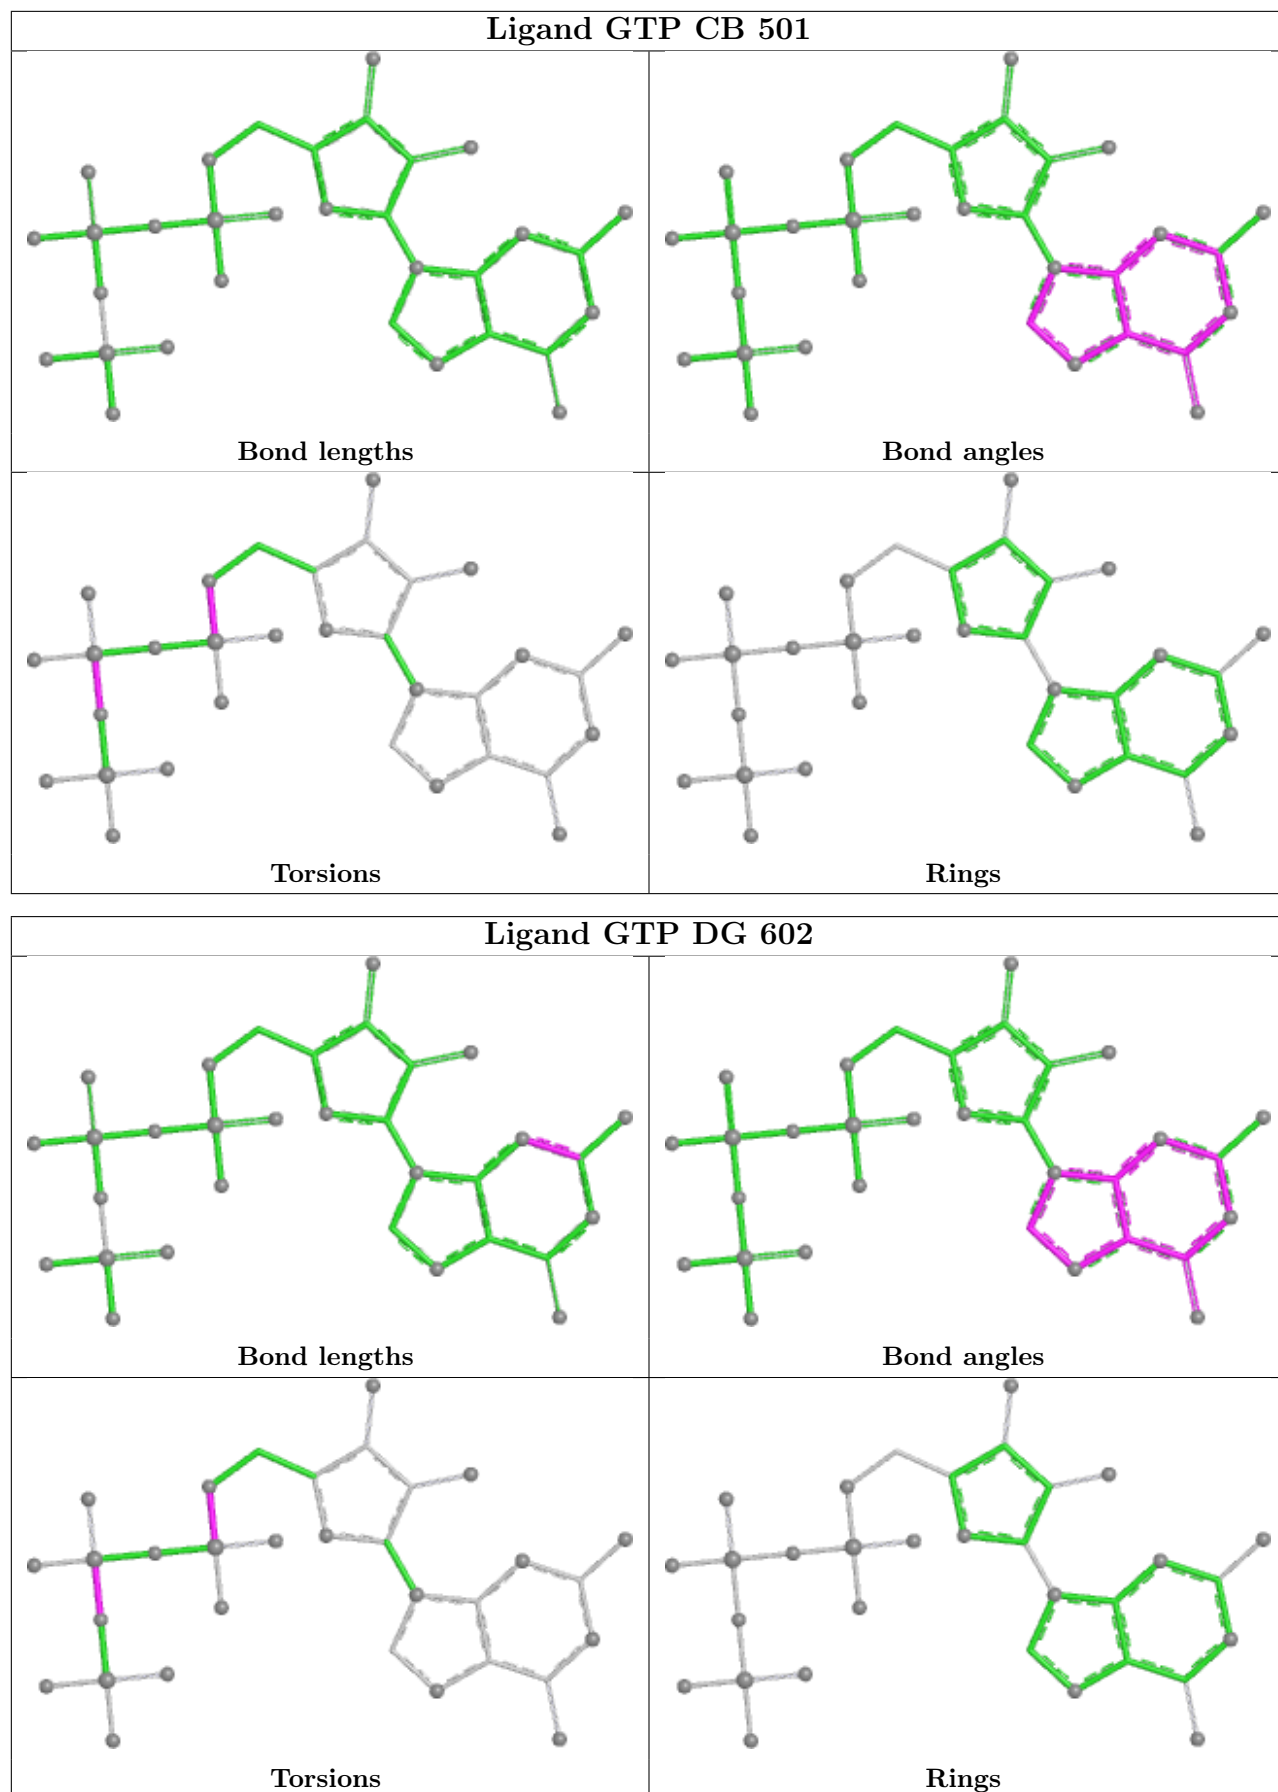 Ligand GTP CB 501
Bond lengths
Bond angles
Torsions
Rings
Ligand GTP DG 602
Bond lengths
Bond angles
Torsions
Rings